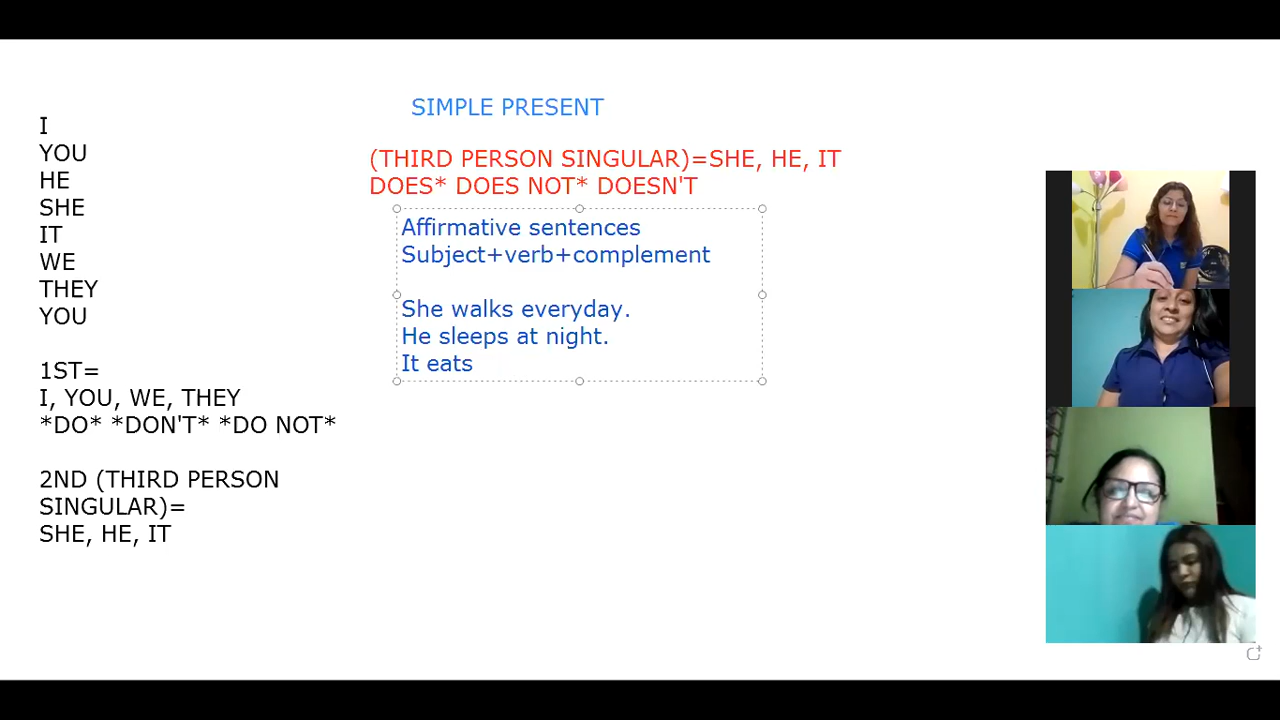 SIMPLE PRESENT
I
YOU
HE
SHE
IT
WE
THEY
YOU
1ST=
I, YOU, WE, THEY
*DO* *DON'T* *DO NOT*
2ND (THIRD PERSON
SINGULAR)=
SHE, HE, IT
(THIRD PERSON SINGULAR)=SHE, HE, IT
DOES* DOES NOT* DOESN'T
Affirmative sentences
Subject+verb+complement
She walks everyday.
He sleeps at night.
It eats